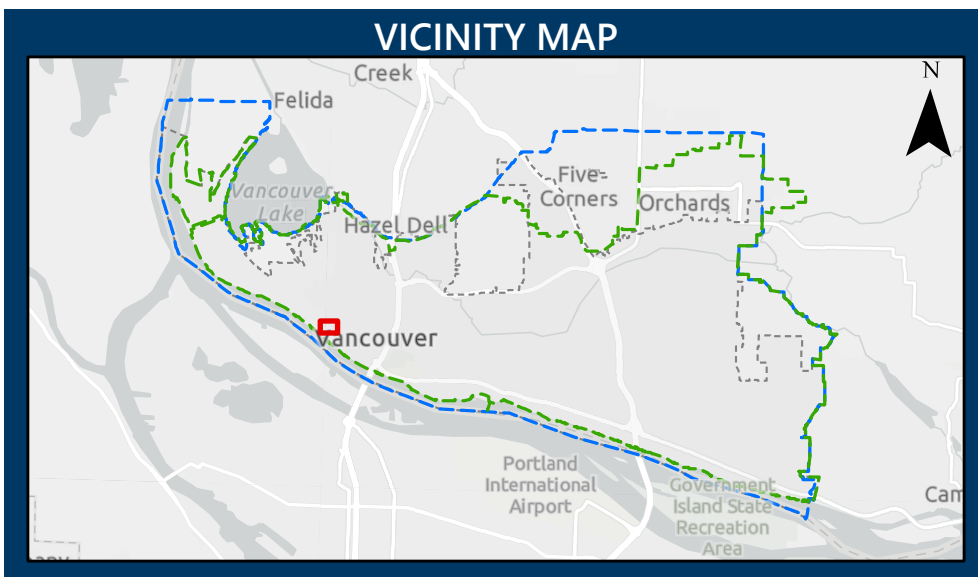 VICINITY MAP
Creek
N
Felida
Five
Corners
Vancouver
Lake
Orchards
Hazel Dell
Vancouver
Portland
International
Airport
Government
Island State
Recreation
Area
Cam